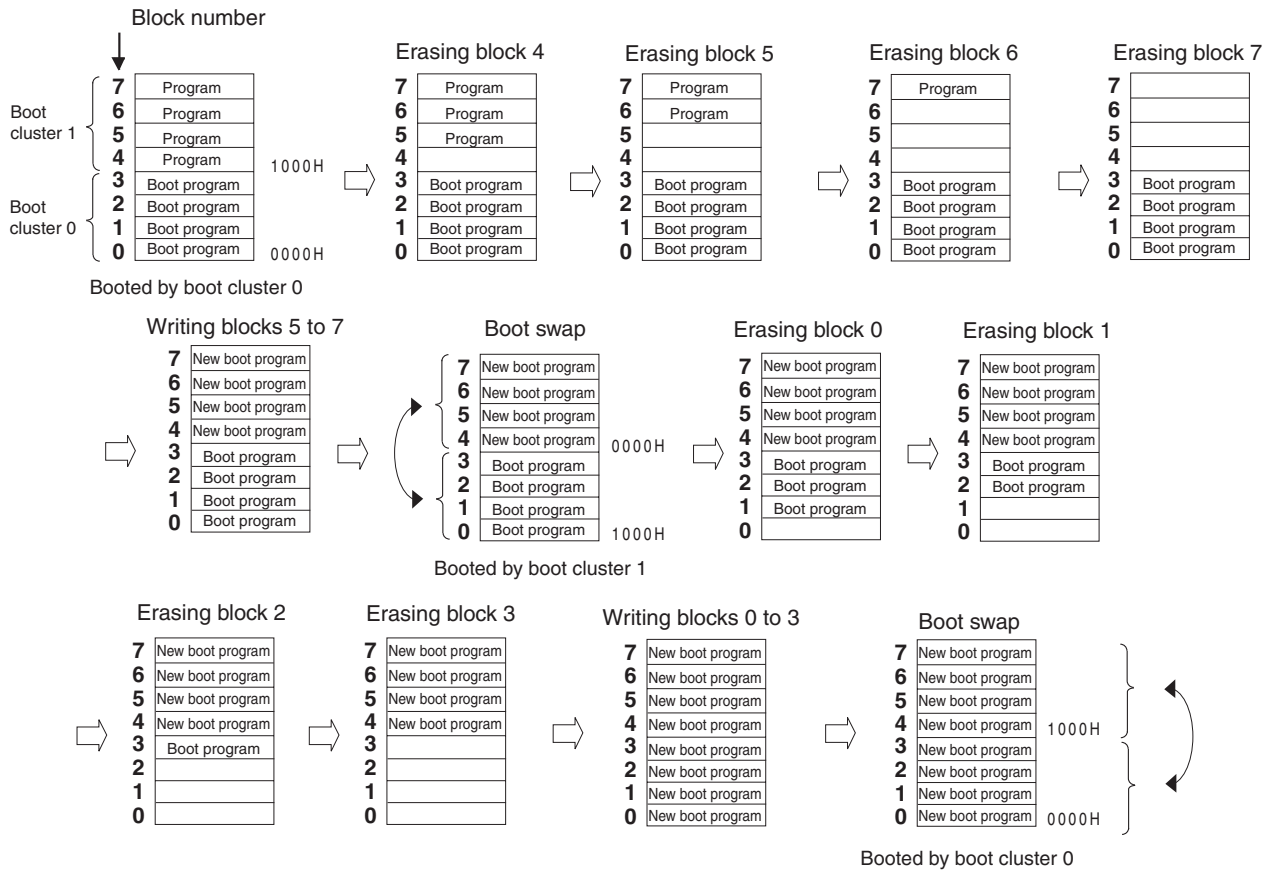 Block number
Erasing block 4
Erasing block 5
Erasing block 6
Erasing block 7
Boot
cluster 1
Boot
cluster 0
7 Program
6 Program
5 Program
4 Program
3 Boot program
2 Boot program
1 Boot program
0 Boot program
1000H
0000H
Booted by boot cluster 0
7 Program
6 Program
5 Program
4
3 Boot program
2 Boot program
1 Boot program
0 Boot program
7 Program
6 Program
5
4
3 Boot program
2 Boot program
1 Boot program
0 Boot program
7 Program
6
5
4
3 Boot program
2 Boot program
1 Boot program
0 Boot program
7
6
5
4
3 Boot program
2 Boot program
1 Boot program
0 Boot program
Writing blocks 5 to 7
7 New boot program
6 New boot program
5 New boot program
4 New boot program
3 Boot program
2 Boot program
1 Boot program
0 Boot program
Boot swap
7 New boot program
6 New boot program
5 New boot program
4 New boot program
3 Boot program
2 Boot program
1 Boot program
0 Boot program
0000H
1000H
Booted by boot cluster 1
Erasing block 0
7 New boot program
6 New boot program
5 New boot program
4 New boot program
3 Boot program
2 Boot program
1 Boot program
0
Erasing block 1
7 New boot program
6 New boot program
5 New boot program
4 New boot program
3 Boot program
2 Boot program
1
0
Erasing block 2
7 New boot program
6 New boot program
5 New boot program
4 New boot program
3 Boot program
2
1
0
Erasing block 3
7 New boot program
6 New boot program
5 New boot program
4 New boot program
3
2
1
0
Writing blocks 0 to 3
7 New boot program
6 New boot program
5 New boot program
4 New boot program
3 New boot program
2 New boot program
1 New boot program
0 New boot program
Boot swap
7 New boot program
6 New boot program
5 New boot program
4 New boot program
3 New boot program
2 New boot program
1 New boot program
0 New boot program
1000H
0000H
Booted by boot cluster 0